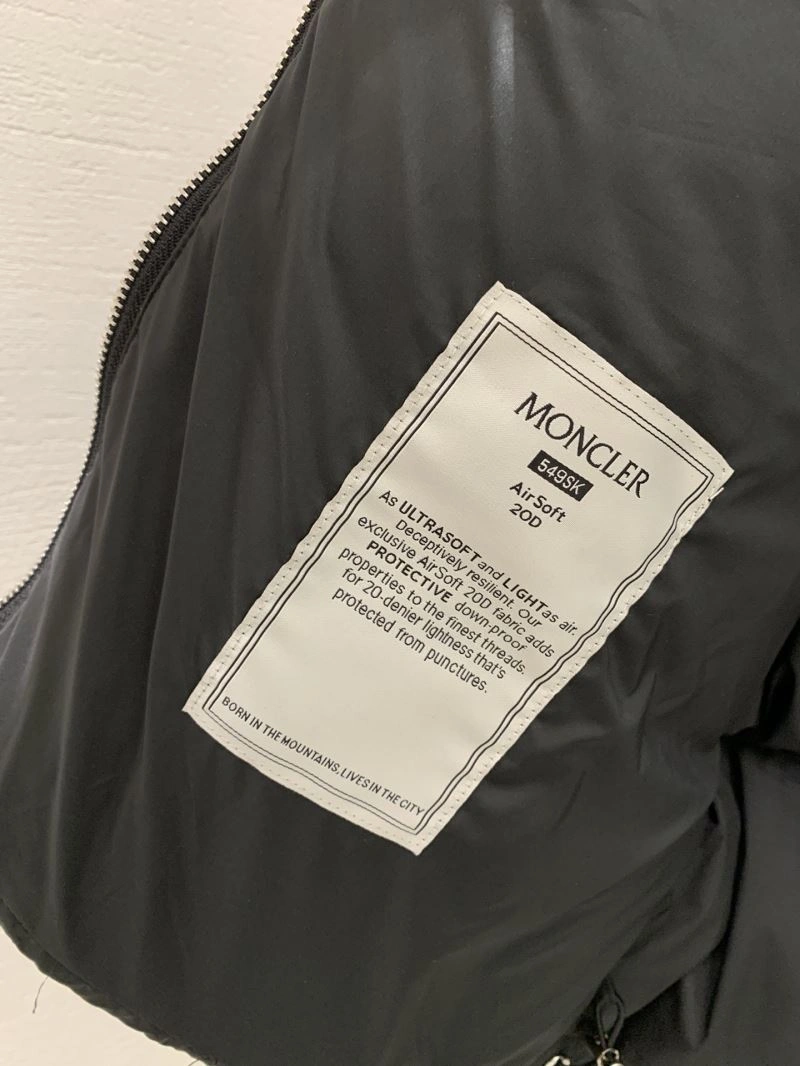 MONCLER
549SK
AirSoft
20D
As ULTRASOFT and LIGHT as air.
Deceptively resilient. Our
exclusive AirSoft 20D fabric adds
PROTECTIVE down-proof
properties to the finest threads.
for 20-denier lightness that's
protected from punctures.
BORN IN THE MOUNTAINS, LIVES IN THE CITY